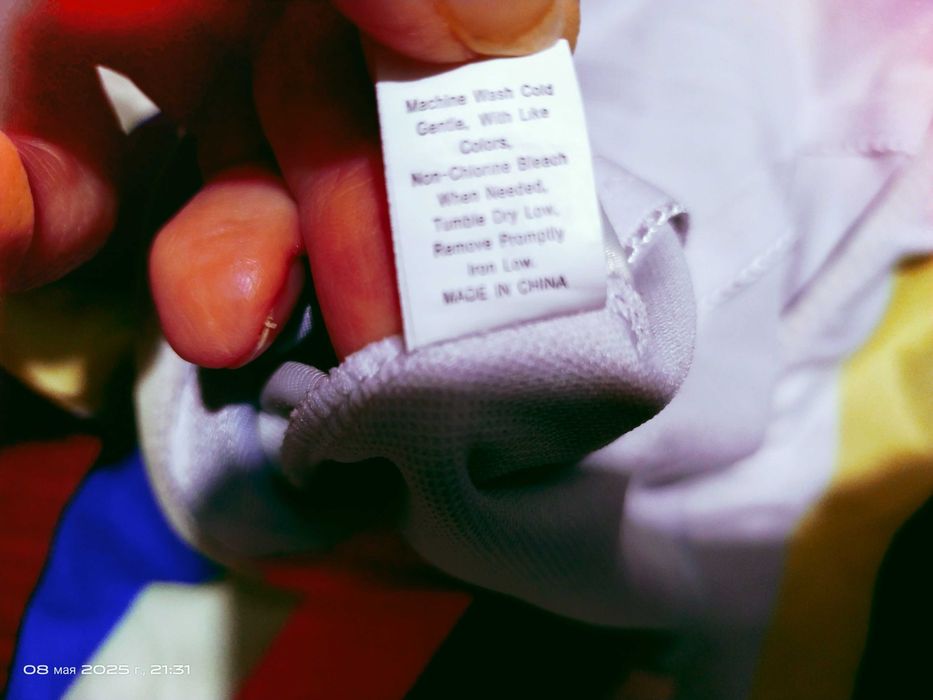 Machine Wash Cold
Gentle, With Like
Colors,
Non-Chlorine Bleach
When Needed,
Tumble Dry Low,
Remove Promptly
Iron Low.
MADE IN CHINA
08 мая 2025 г., 21:31